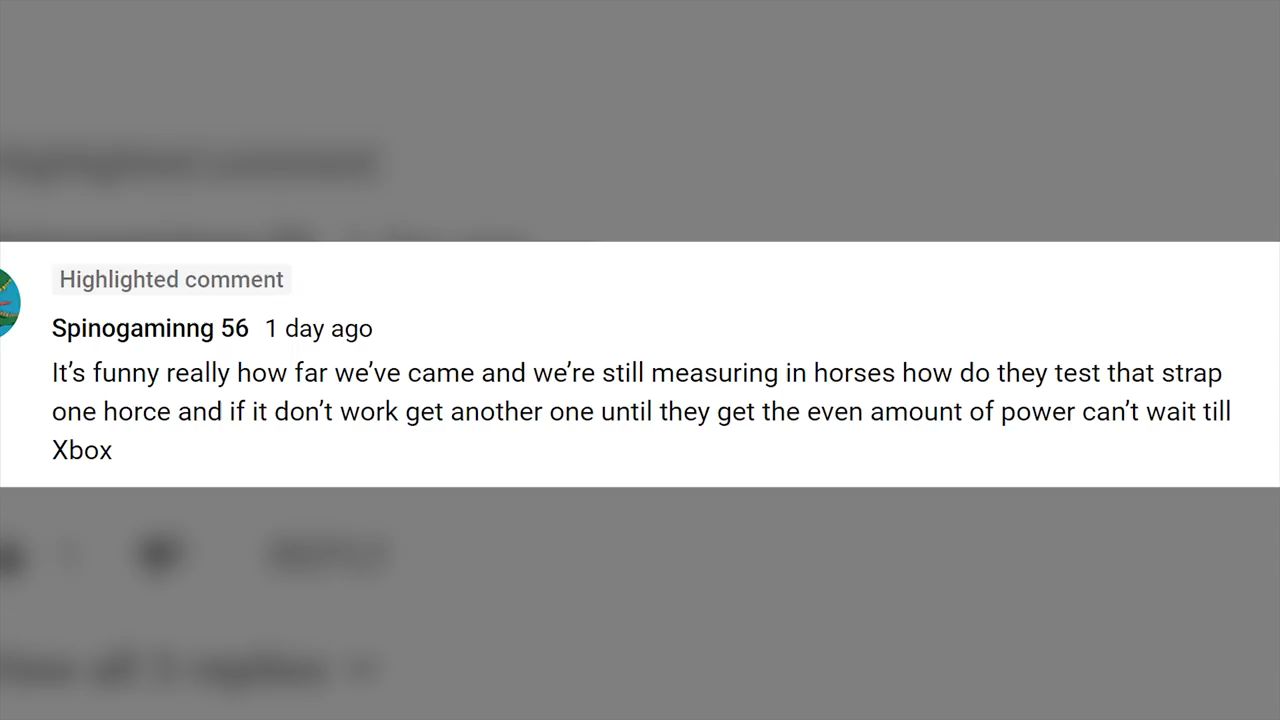 Highlighted comment
Spinogaminng 56 1 day ago
It’s funny really how far we’ve came and we’re still measuring in horses how do they test that strap
one horce and if it don’t work get another one until they get the even amount of power can’t wait till
Xbox